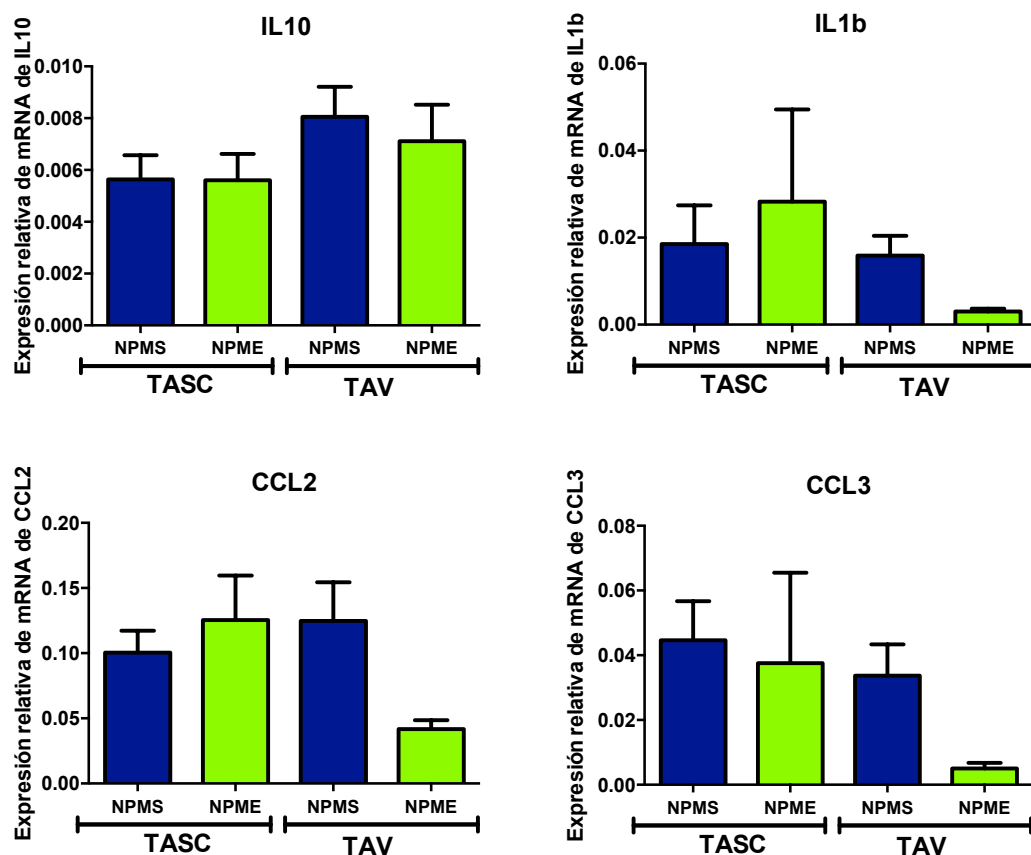 IL10
Expresión relativa de mRNA de IL10
0.010
0.008
0.006
0.004
0.002
0.000
NPMS NPME NPMS NPME
TASC TAV
IL1b
Expresión relativa de mRNA de IL1b
0.06
0.04
0.02
0.00
NPMS NPME NPMS NPME
TASC TAV
CCL2
Expresión relativa de mRNA de CCL2
0.20
0.15
0.10
0.05
0.00
NPMS NPME NPMS NPME
TASC TAV
CCL3
Expresión relativa de mRNA de CCL3
0.08
0.06
0.04
0.02
0.00
NPMS NPME NPMS NPME
TASC TAV